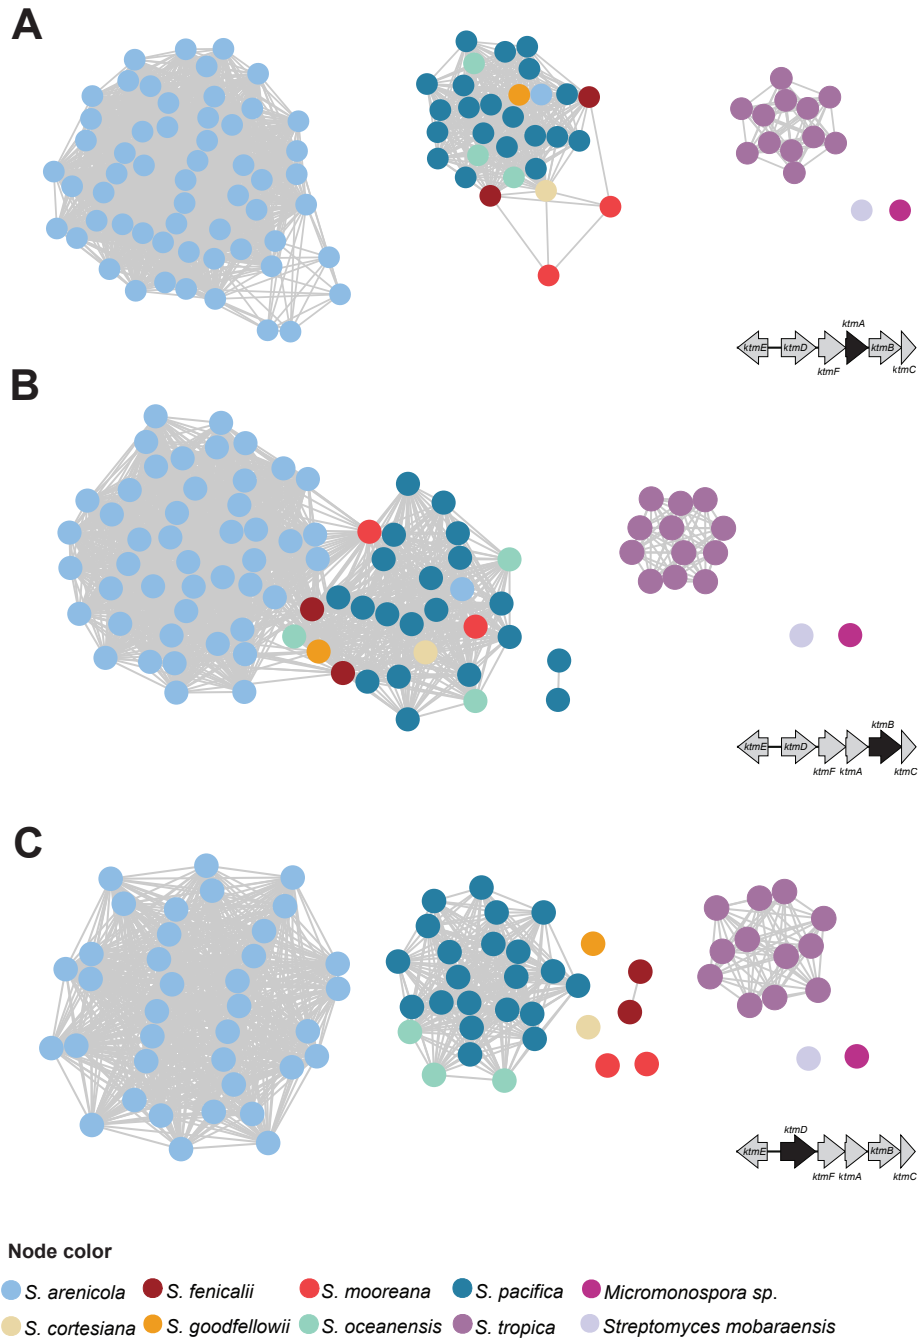 A
ktmA
ktmE ktmD ktmB
ktmF ktmC
B
ktmB
ktmE ktmD
ktmF ktmA ktmC
C
ktmD
ktmE ktmB
ktmF ktmA ktmC
Node color
S. arenicola S. fenicalii S. mooreana S. pacifica Micromonospora sp.
S. cortesiana S. goodfellowii S. oceanensis S. tropica Streptomyces mobaraensis